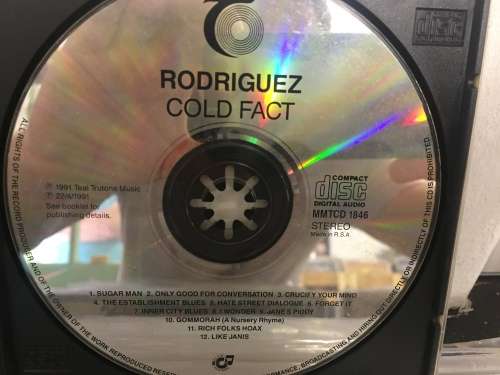 RODRIGUEZ
COLD FACT
℗ 1991 Teal Trutone Music
© 22/4/1991
See booklet for
publishing details.
COMPACT
disc
DIGITAL AUDIO
MMTCD 1846
STEREO
Made in R.S.A.
1. SUGAR MAN 2. ONLY GOOD FOR CONVERSATION 3. CRUCIFY YOUR MIND
4. THE ESTABLISHMENT BLUES 5. HATE STREET DIALOGUE 6. FORGET IT
7. INNER CITY BLUES 8. I WONDER 9. JANE S PIDDY
10. GOMMORAH (A Nursery Rhyme)
11. RICH FOLKS HOAX
12. LIKE JANIS
ALL RIGHTS OF THE RECORD PRODUCER AND OF THE OWNER OF THE WORK REPRODUCED RESERVED
PERFORMANCE, BROADCASTING AND HIRING OUT DIRECTLY OR INDIRECTLY OF THIS CD IS PROHIBITED